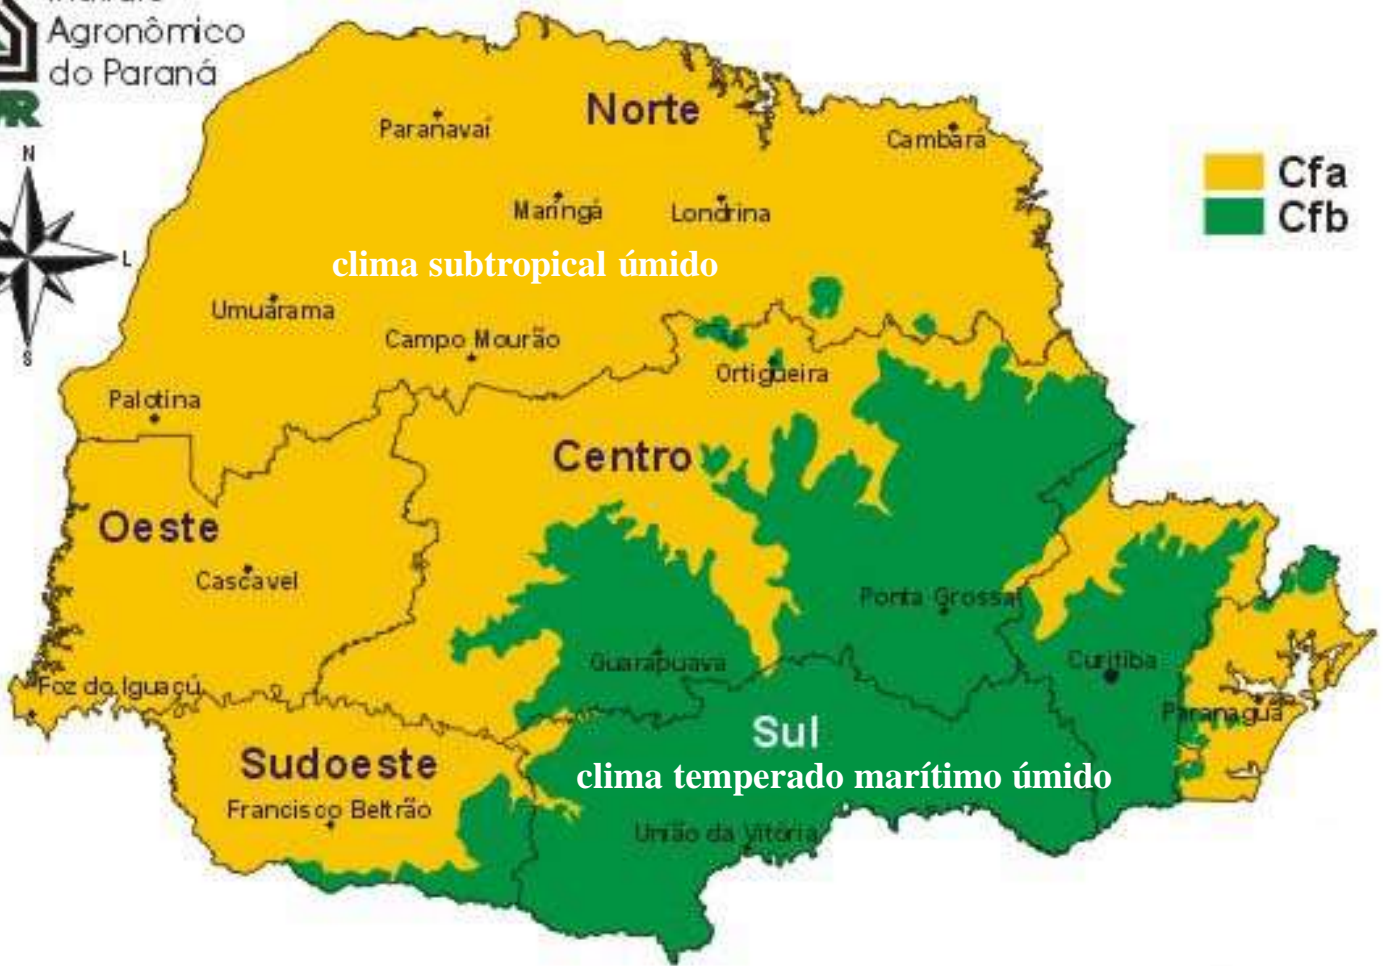 Agronômico
do Paraná
PR
N
L
S
Norte
Paranavaí
Cambará
Maringá
Londrina
Cfa
Cfb
clima subtropical úmido
Umuarama
Campo Mourão
Ortigueira
Palotina
Centro
Oeste
Cascavel
Ponta Grossa
Guarapuava
Curitiba
Foz do Iguaçú
Paranaguá
Sul
Sudoeste
clima temperado marítimo úmido
Francisco Beltrão
União da Vitória